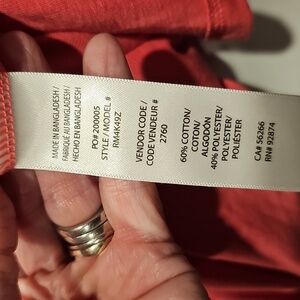 MADE IN BANGLADESH /
FABRIQUÉ AU BANGLADESH /
HECHO EN BANGLADESH
PO# 200005
STYLE / MODEL #
RM4K49Z
VENDOR CODE /
CODE VENDEUR #
2760
60% COTTON/
COTON/
ALGODÓN
40% POLYESTER/
POLYESTER/
POLIÉSTER
CA# 56266
RN# 92874